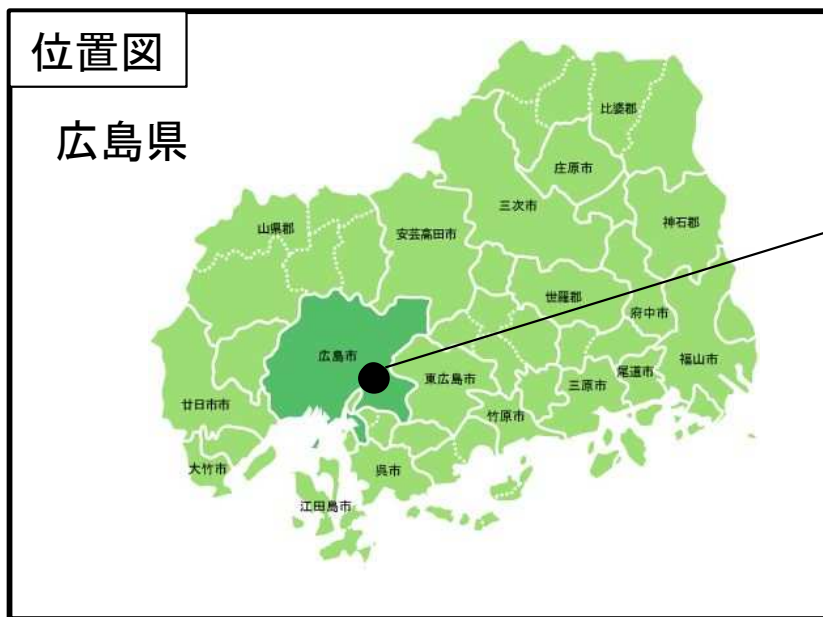 位置図
広島県
比婆郡
庄原市
三次市
神石郡
山県郡
安芸高田市
世羅郡
府中市
広島市
福山市
尾道市
三原市
東広島市
廿日市市
竹原市
大竹市
呉市
江田島市